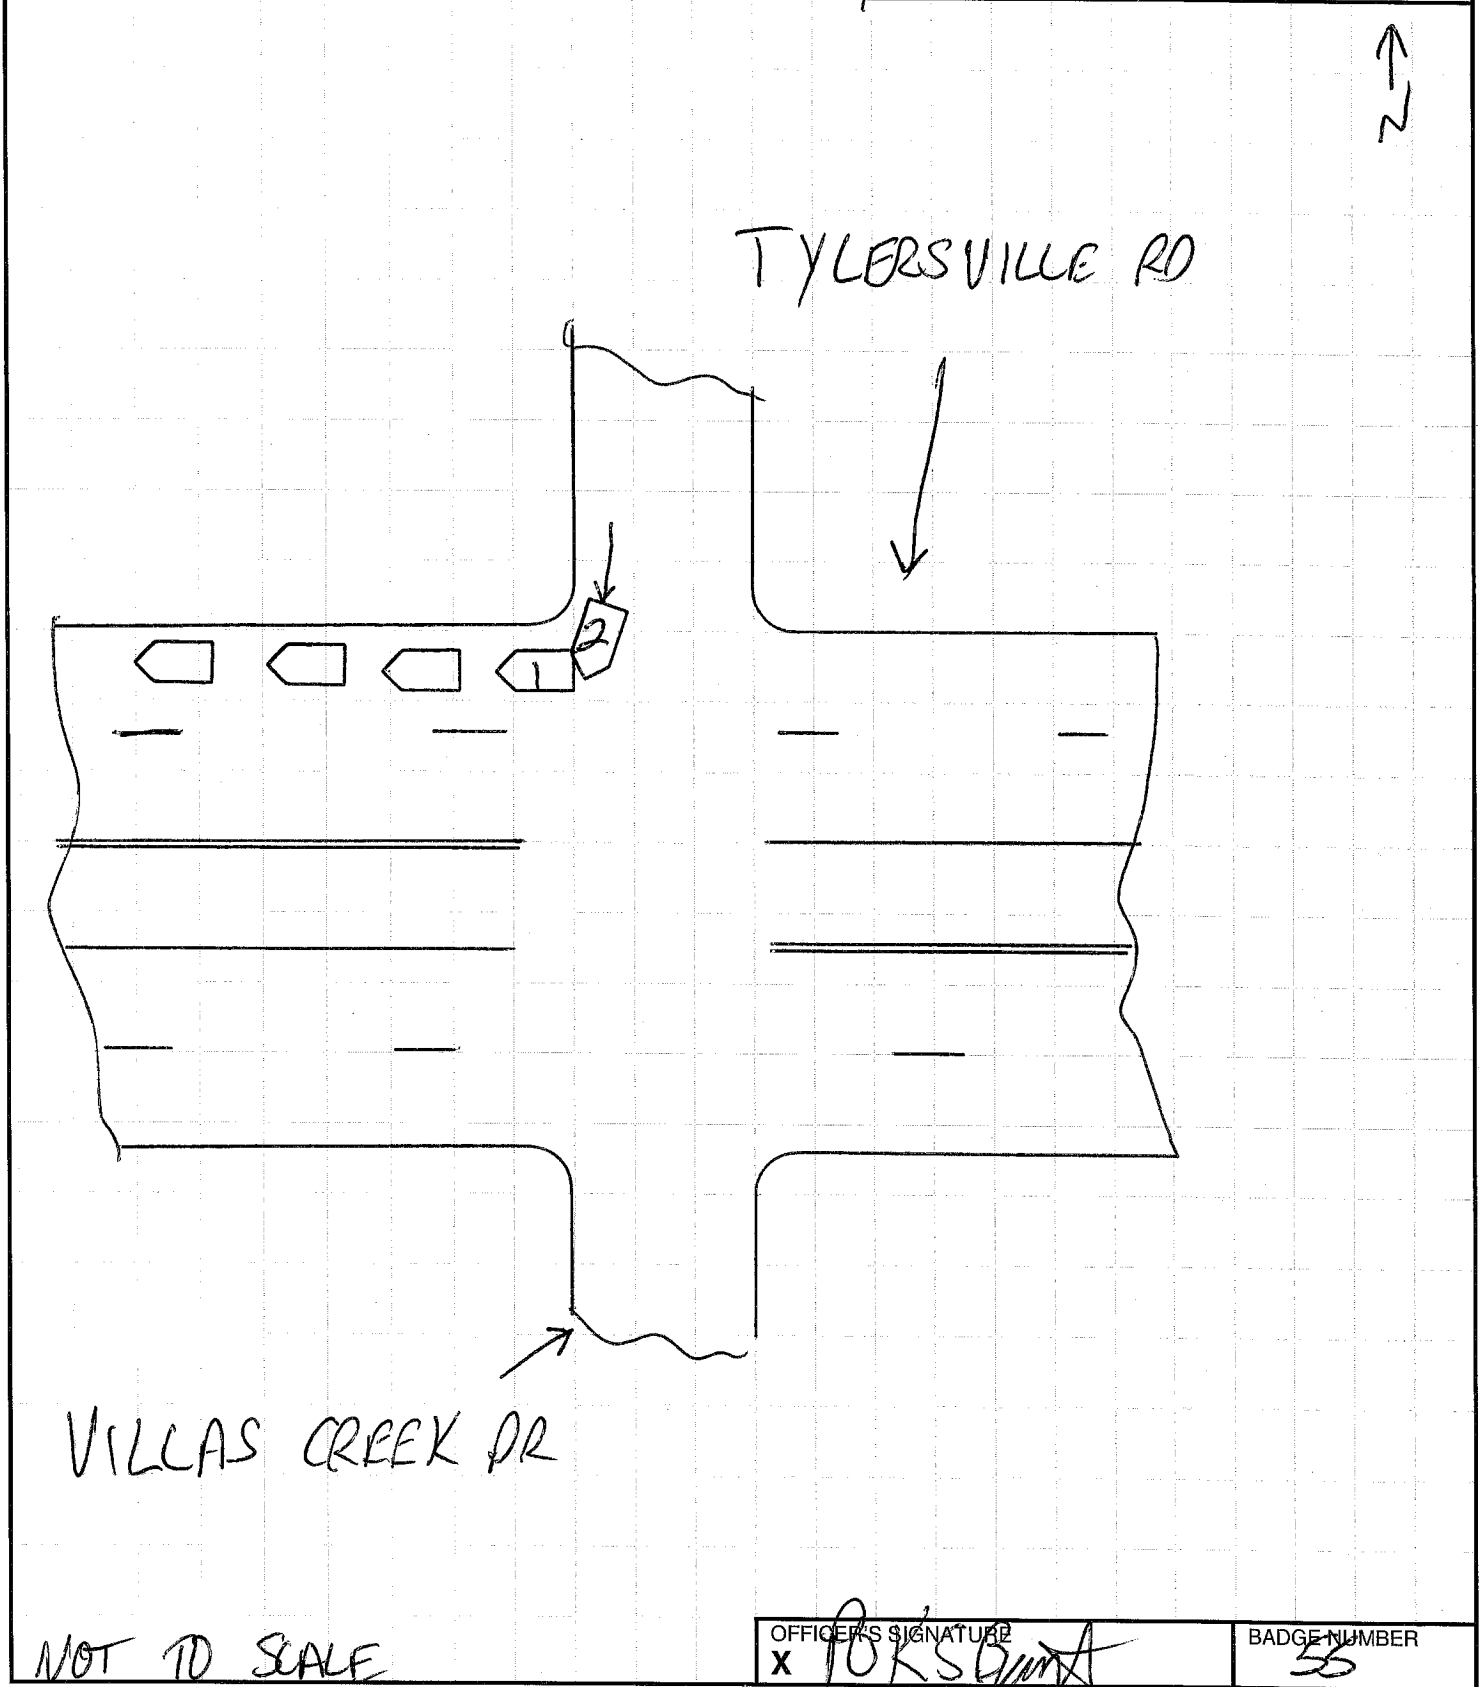 N
TYLERSVILLE RD
2
1
VILLAS CREEK DR
NOT TO SCALE
OFFICER'S SIGNATURE
X
BADGE NUMBER
55